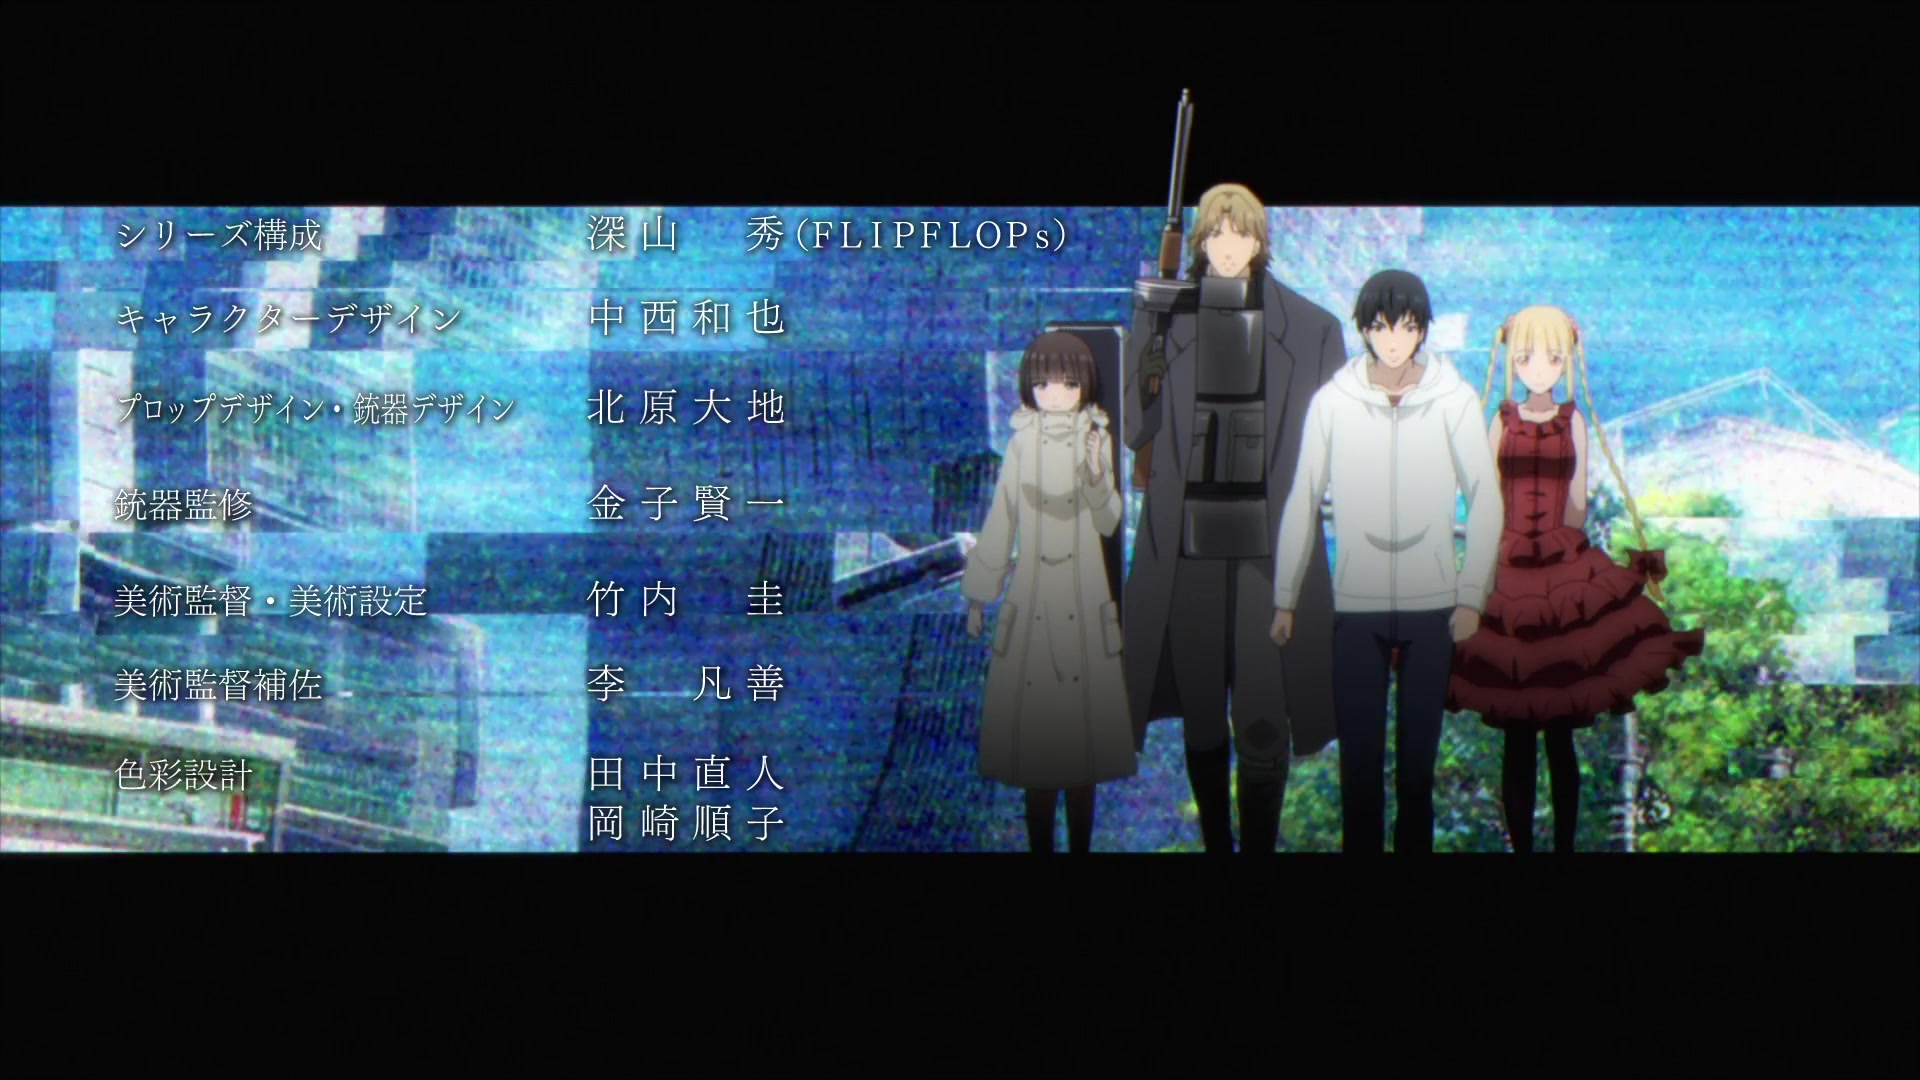 シリーズ構成 深山 秀(FLIPFLOPs)
キャラクターデザイン 中西和也
プロップデザイン・銃器デザイン 北原大地
銃器監修 金子賢一
美術監督・美術設定 竹内 圭
美術監督補佐 李 凡善
色彩設計 田中直人
岡崎順子